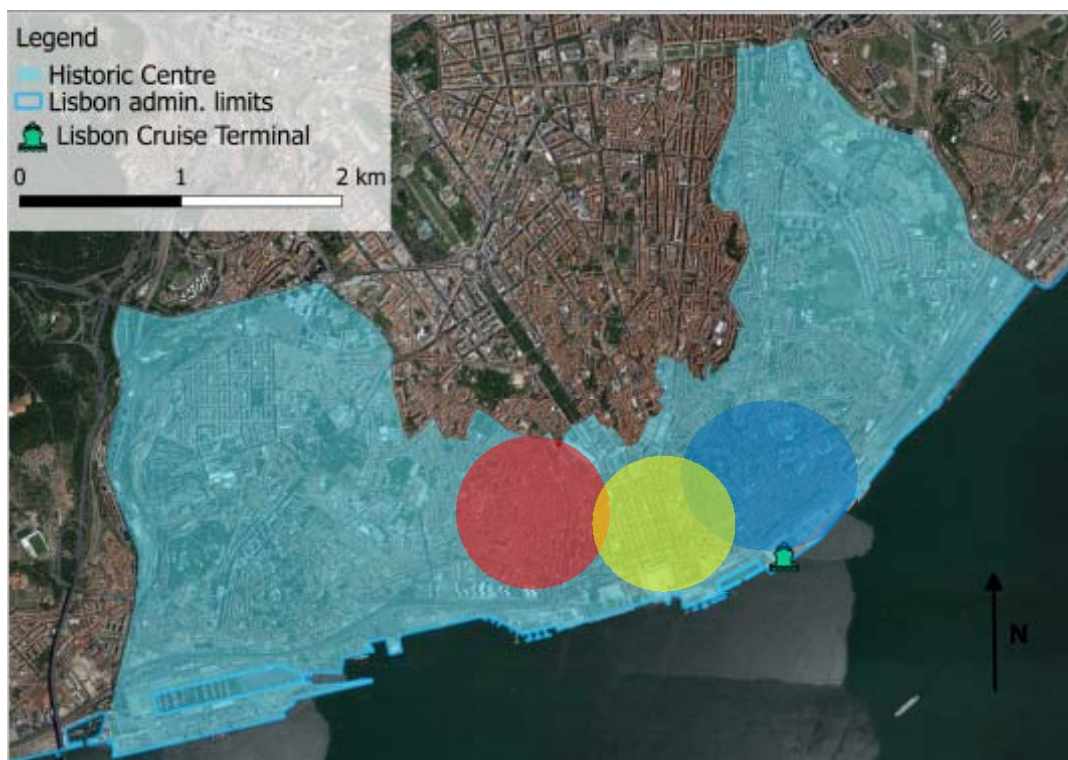 Legend
Historic Centre
Lisbon admin. limits
Lisbon Cruise Terminal
0 1 2 km
N